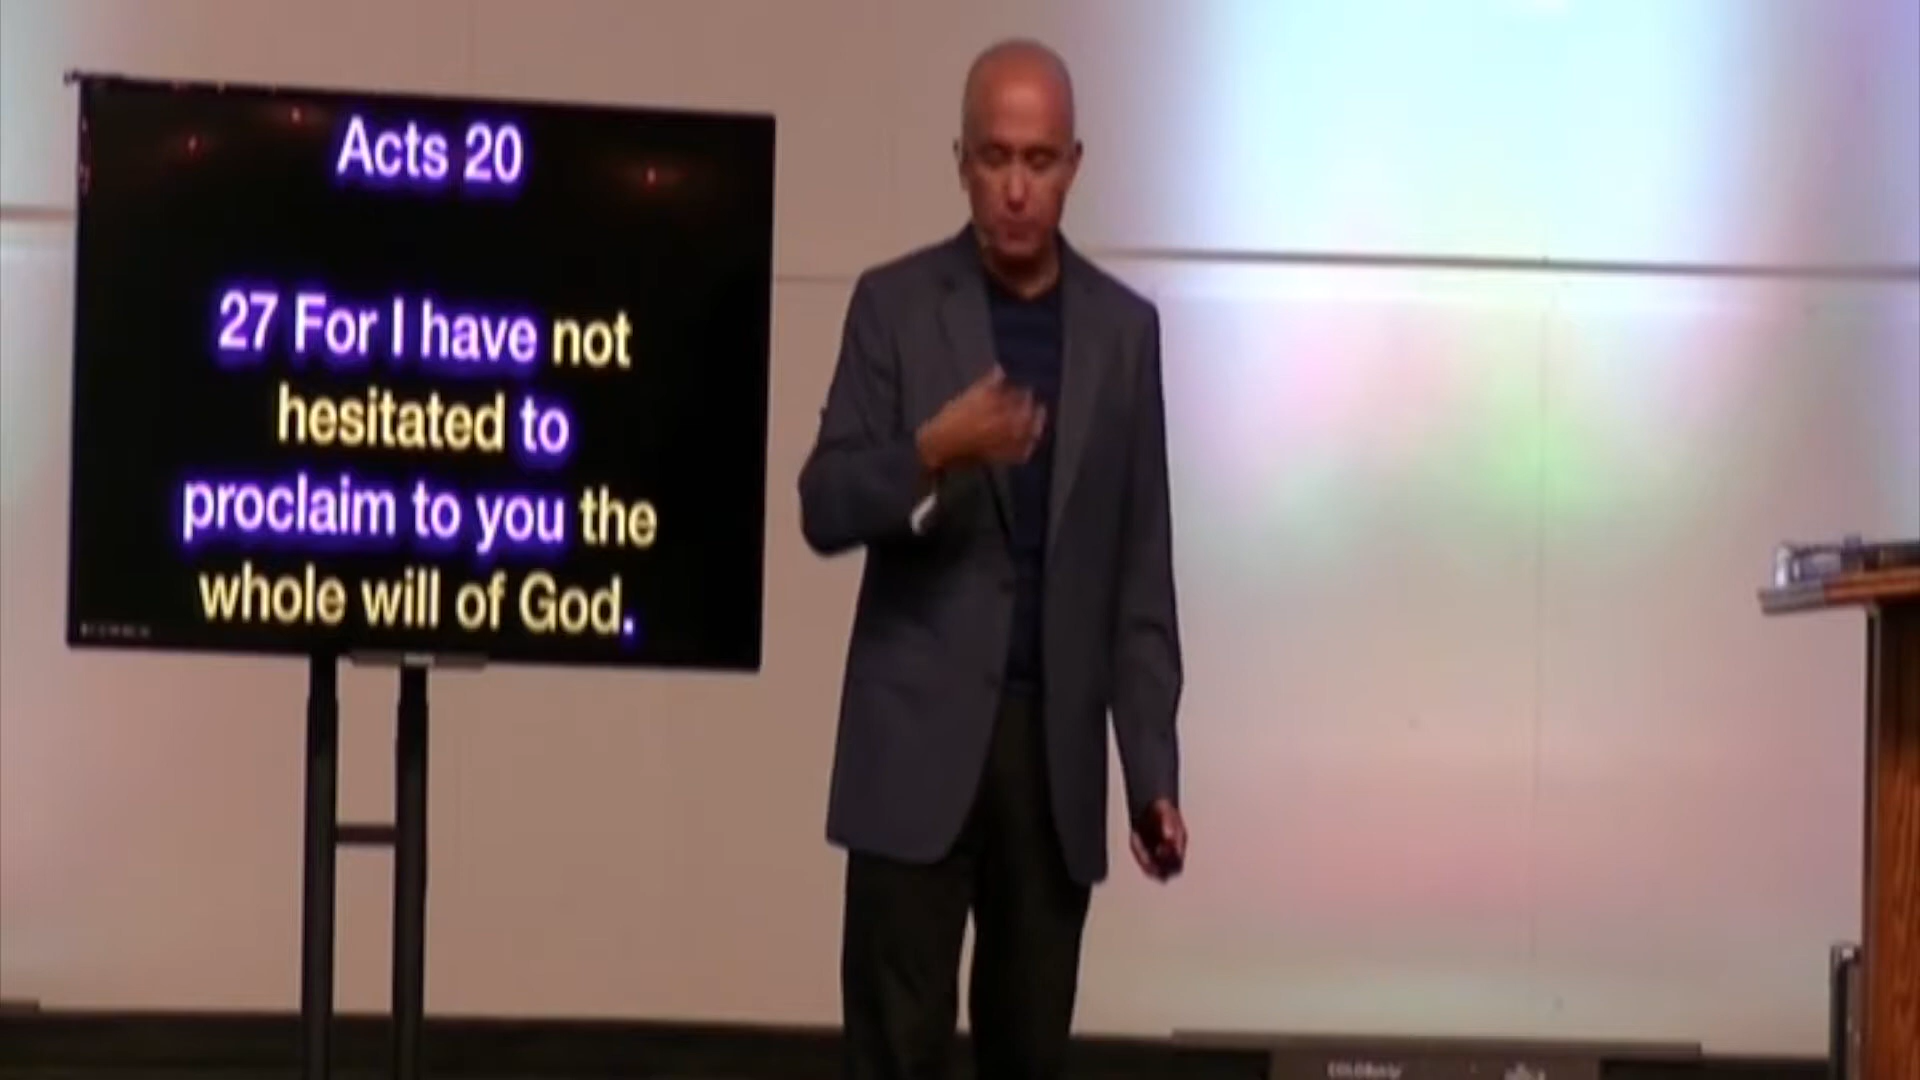 Acts 20
27 For I have not
hesitated to
proclaim to you the
whole will of God.